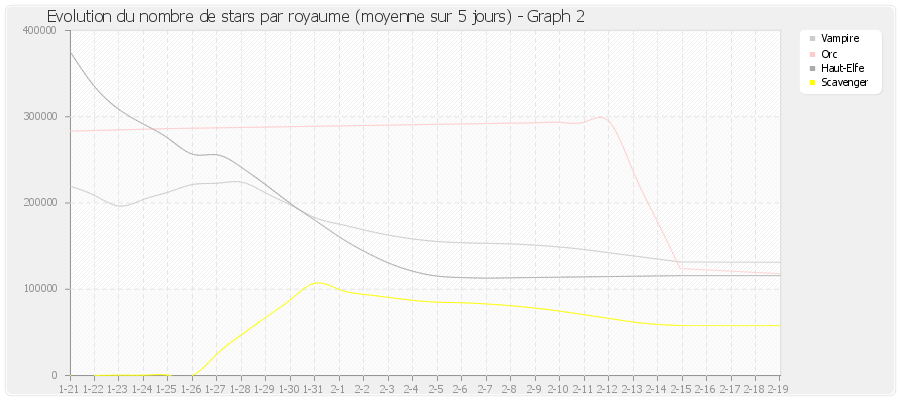 Evolution du nombre de stars par royaume (moyenne sur 5 jours) - Graph 2
400000
300000
200000
100000
0
1-21 1-22 1-23 1-24 1-25 1-26 1-27 1-28 1-29 1-30 1-31 2-1 2-2 2-3 2-4 2-5 2-6 2-7 2-8 2-9 2-10 2-11 2-12 2-13 2-14 2-15 2-16 2-17 2-18 2-19
Vampire
Orc
Haut-Elfe
Scavenger